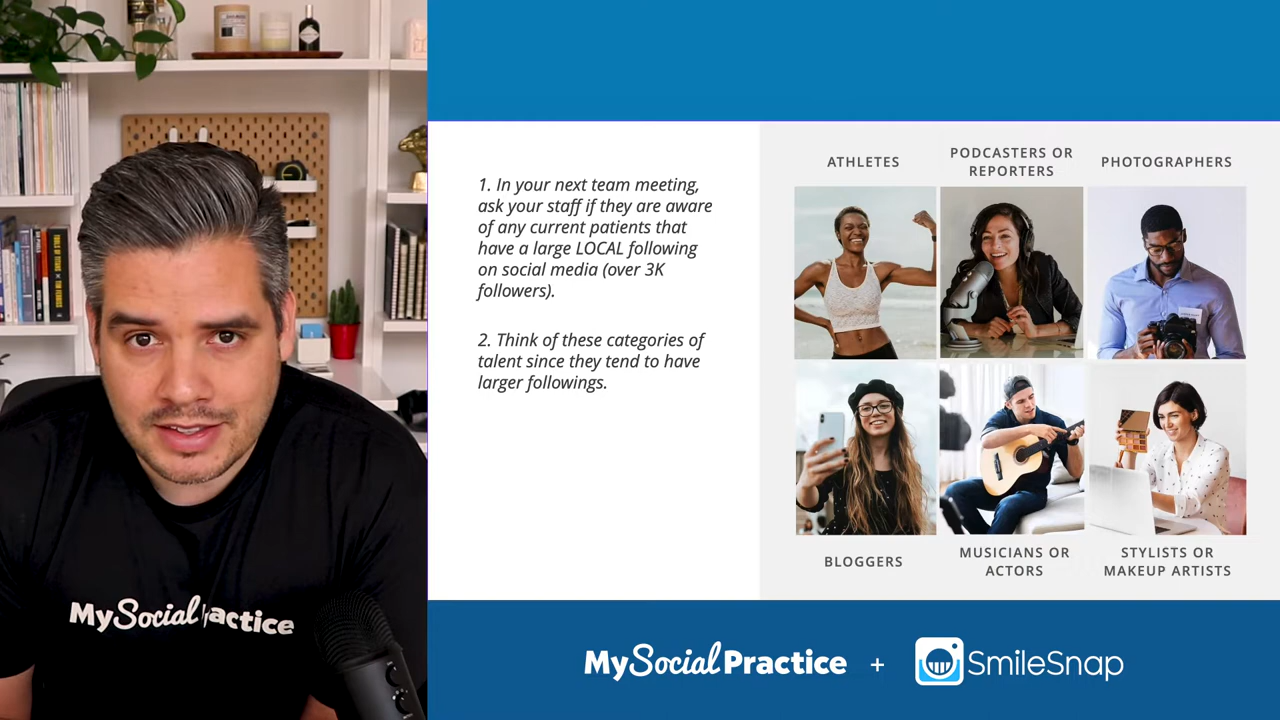 1. In your next team meeting,
ask your staff if they are aware
of any current patients that
have a large LOCAL following
on social media (over 3K
followers).
2. Think of these categories of
talent since they tend to have
larger followings.
ATHLETES
PODCASTERS OR
REPORTERS
PHOTOGRAPHERS
BLOGGERS
MUSICIANS OR
ACTORS
STYLISTS OR
MAKEUP ARTISTS
MySocialPractice
MySocialPractice + SmileSnap